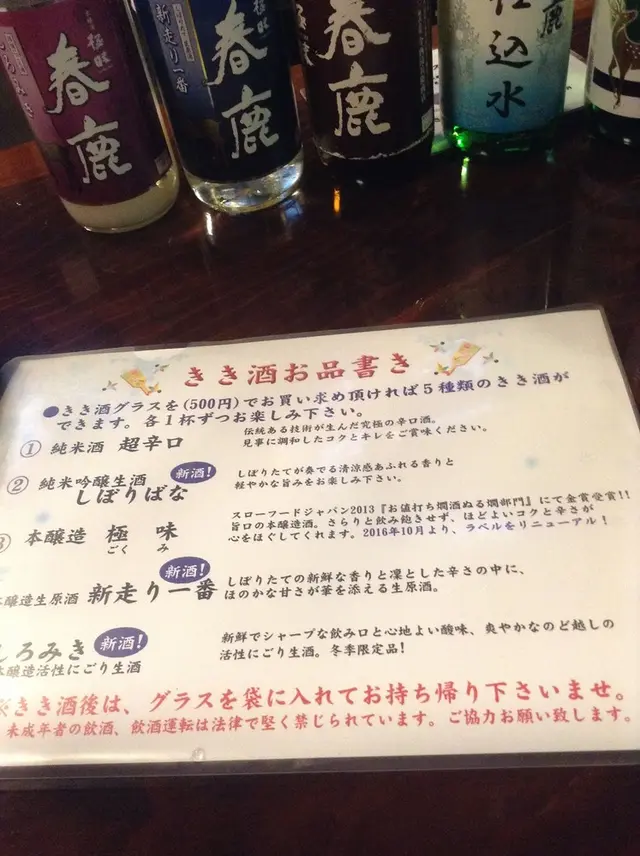 極味
春鹿
新走り一番
春鹿
春鹿
仕込水
鹿
きき酒お品書き
●きき酒グラスを(500円)でお買い求め頂ければ5種類のきき酒が
できます。各1杯ずつお楽しみ下さい。
① 純米酒 超辛口
伝統ある技術が生んだ究極の辛口酒。
見事に調和したコクとキレをご賞味ください。
② 純米吟醸生酒 新酒!
しぼりばな
しぼりたてが奏でる清涼感あふれる香りと
軽やかな旨みをお楽しみ下さい。
③ 本醸造 極味
ごく み
スローフードジャパン2013『お値打ち燗酒ぬる燗部門』にて金賞受賞!!
旨口の本醸造酒。さらりと飲み飽きせず、ほどよいコクと辛さが
心をほぐしてくれます。2016年10月より、ラベルをリニューアル!
新酒!
本醸造生原酒 新走り一番
しぼりたての新鮮な香りと凜とした辛さの中に、
ほのかな甘さが華を添える生原酒。
しろみき 新酒!
本醸造活性にごり生酒
新鮮でシャープな飲み口と心地よい酸味、爽やかなのど越しの
活性にごり生酒。冬季限定品!
※きき酒後は、グラスを袋に入れてお持ち帰り下さいませ。
未成年者の飲酒、飲酒運転は法律で堅く禁じられています。ご協力お願い致します。